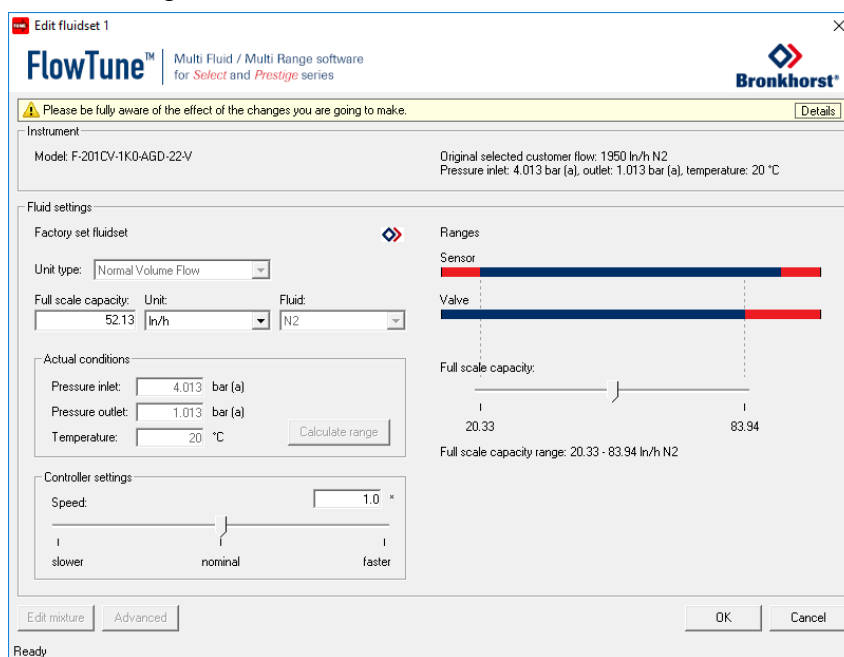 Edit fluidset 1
FlowTune™ Multi Fluid / Multi Range software
for Select and Prestige series
Bronkhorst®
Please be fully aware of the effect of the changes you are going to make. Details
Instrument
Model: F-201CV-1K0-AGD-22-V
Original selected customer flow: 1950 ln/h N2
Pressure inlet: 4.013 bar (a), outlet: 1.013 bar (a), temperature: 20 °C
Fluid settings
Factory set fluidset
Unit type: Normal Volume Flow
Full scale capacity: Unit: Fluid:
52.13 ln/h N2
Actual conditions
Pressure inlet: 4.013 bar (a)
Pressure outlet: 1.013 bar (a)
Temperature: 20 °C Calculate range
Controller settings
Speed: 1.0 ×
slower nominal faster
Ranges
Sensor
Valve
Full scale capacity:
20.33 83.94
Full scale capacity range: 20.33 - 83.94 ln/h N2
Edit mixture Advanced OK Cancel
Ready